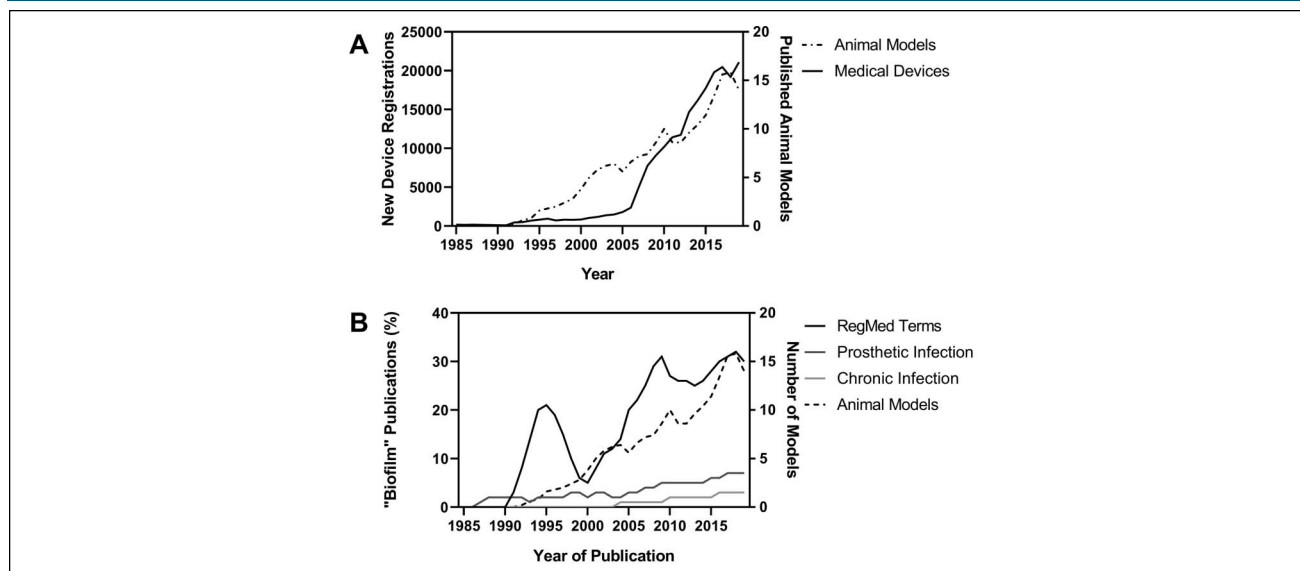 A
New Device Registrations
25000
20000
15000
10000
5000
0
20
15
10
5
0
Published Animal Models
1985 1990 1995 2000 2005 2010 2015
Year
Animal Models
Medical Devices
B
"Biofilm" Publications (%)
40
30
20
10
0
20
15
10
5
0
Number of Models
1985 1990 1995 2000 2005 2010 2015
Year of Publication
RegMed Terms
Prosthetic Infection
Chronic Infection
Animal Models